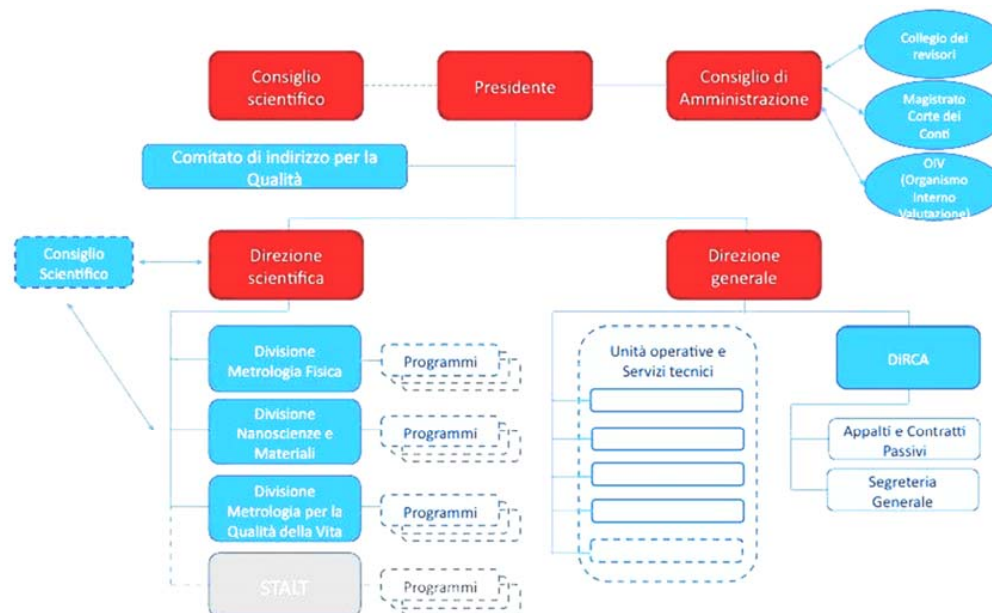 Consiglio
scientifico
Presidente
Consiglio di
Amministrazione
Collegio dei
revisori
Magistrato
Corte dei
Conti
OIV
(Organismo
Interno
Valutazione)
Comitato di indirizzo per la
Qualità
Consiglio
Scientifico
Direzione
scientifica
Direzione
generale
Divisione
Metrologia Fisica
Programmi
Divisione
Nanoscienze e
Materiali
Programmi
Divisione
Metrologia per la
Qualità della Vita
Programmi
STALT
Programmi
Unità operative e
Servizi tecnici
DiRCA
Appalti e Contratti
Passivi
Segreteria
Generale